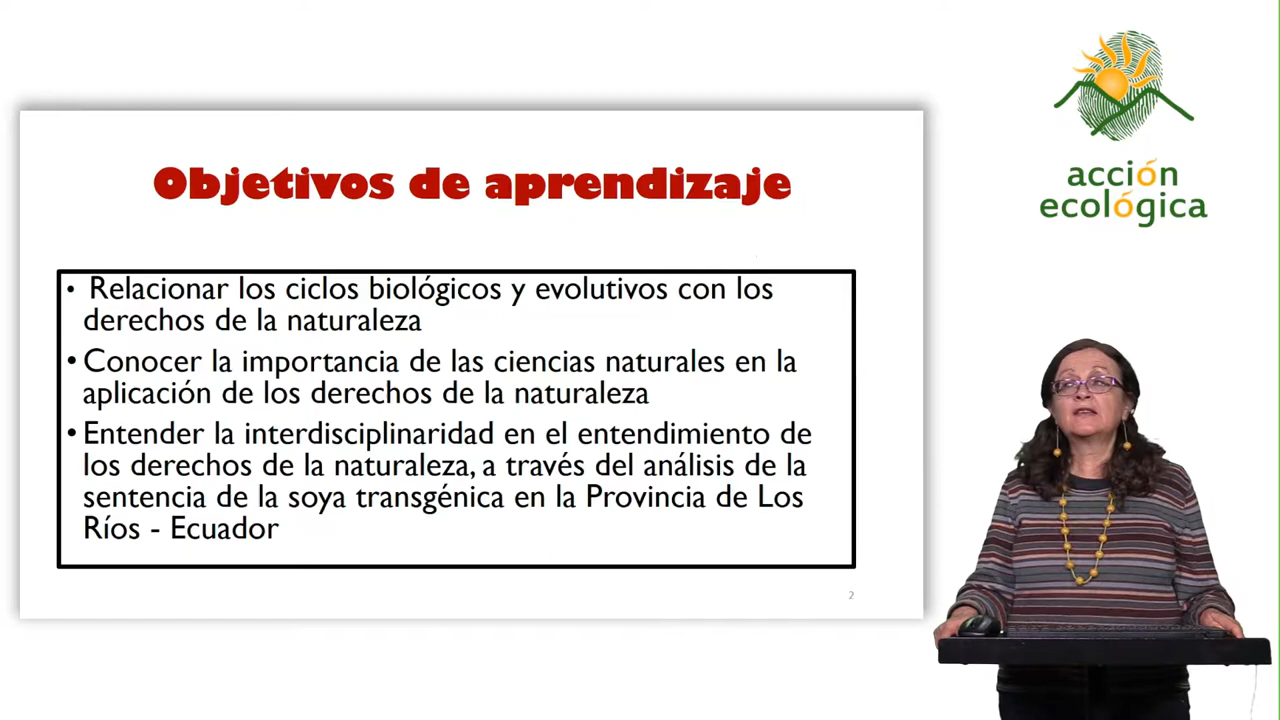 Objetivos de aprendizaje
• Relacionar los ciclos biológicos y evolutivos con los
derechos de la naturaleza
• Conocer la importancia de las ciencias naturales en la
aplicación de los derechos de la naturaleza
• Entender la interdisciplinaridad en el entendimiento de
los derechos de la naturaleza, a través del análisis de la
sentencia de la soya transgénica en la Provincia de Los
Ríos - Ecuador
2
acción
ecológica